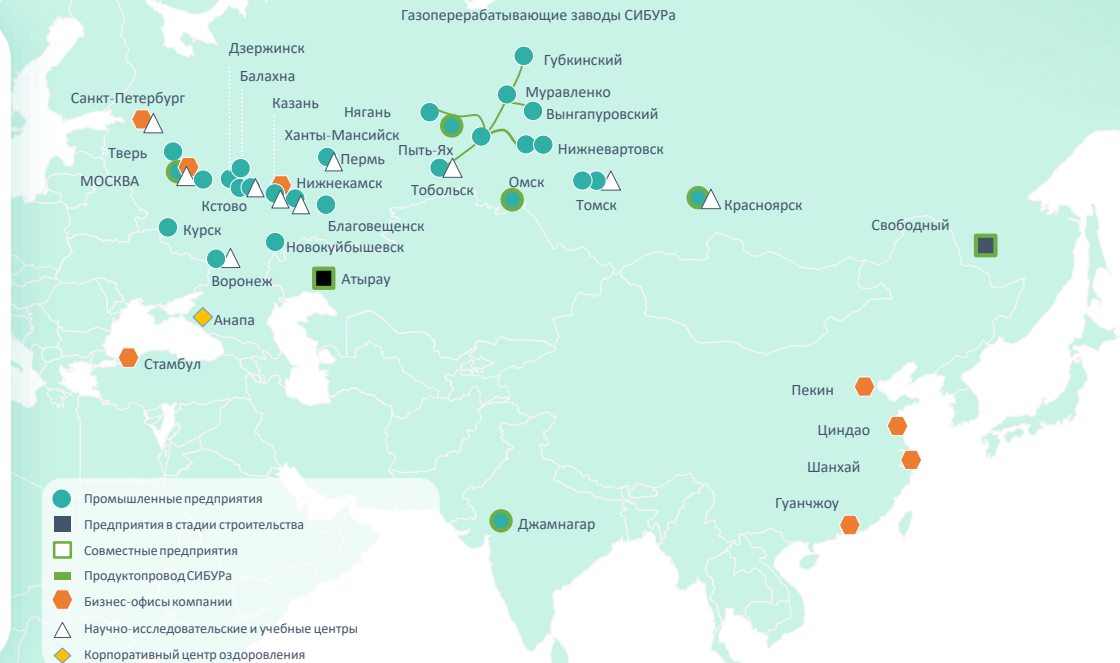 Газоперерабатывающие заводы СИБУРа
Дзержинск
Губкинский
Балахна
Муравленко
Санкт-Петербург
Казань
Нягань
Вынгапуровский
Ханты-Мансийск
Тверь
Пермь
Пыть-Ях
Нижневартовск
МОСКВА
Нижнекамск
Тобольск
Омск
Кстово
Томск
Красноярск
Курск
Благовещенск
Свободный
Новокуйбышевск
Воронеж
Атырау
Анапа
Стамбул
Пекин
Циндао
Шанхай
Гуанчжоу
Джамнагар
Промышленные предприятия
Предприятия в стадии строительства
Совместные предприятия
Продуктопровод СИБУРа
Бизнес-офисы компании
Научно-исследовательские и учебные центры
Корпоративный центр оздоровления